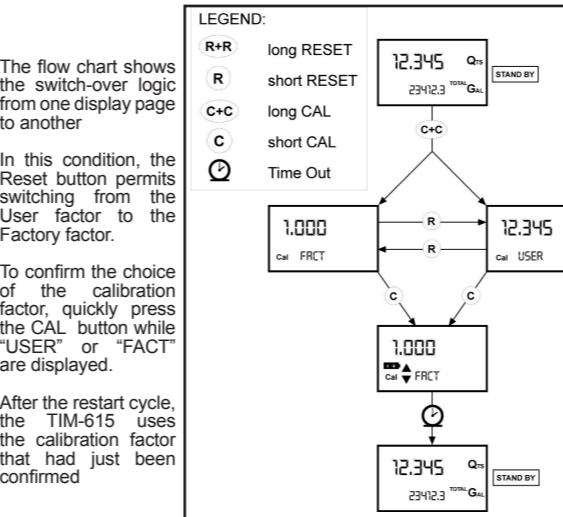 The flow chart shows
the switch-over logic
from one display page
to another
In this condition, the
Reset button permits
switching from the
User factor to the
Factory factor.
To confirm the choice
of the calibration
factor, quickly press
the CAL button while
“USER” or “FACT”
are displayed.
After the restart cycle,
the TIM-615 uses
the calibration factor
that had just been
confirmed
LEGEND:
R+R long RESET
R short RESET
C+C long CAL
C short CAL
Time Out
12.345 QTS
23412.3 TOTAL GAL
STAND BY
C+C
1.000
Cal FACT
R
R
12.345
Cal USER
C
C
1.000
Cal FACT
12.345 QTS
23412.3 TOTAL GAL
STAND BY